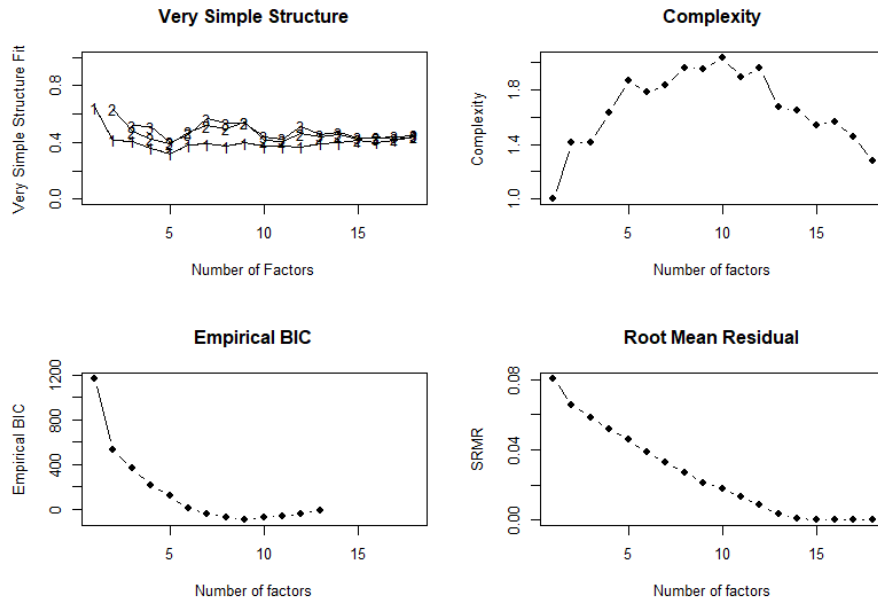 Very Simple Structure
Very Simple Structure Fit
0.0 0.4 0.8
5 10 15
Number of Factors
Complexity
Complexity
1.0 1.4 1.8
5 10 15
Number of factors
Empirical BIC
Empirical BIC
0 400 800 1200
5 10 15
Number of factors
Root Mean Residual
SRMR
0.00 0.04 0.08
5 10 15
Number of factors